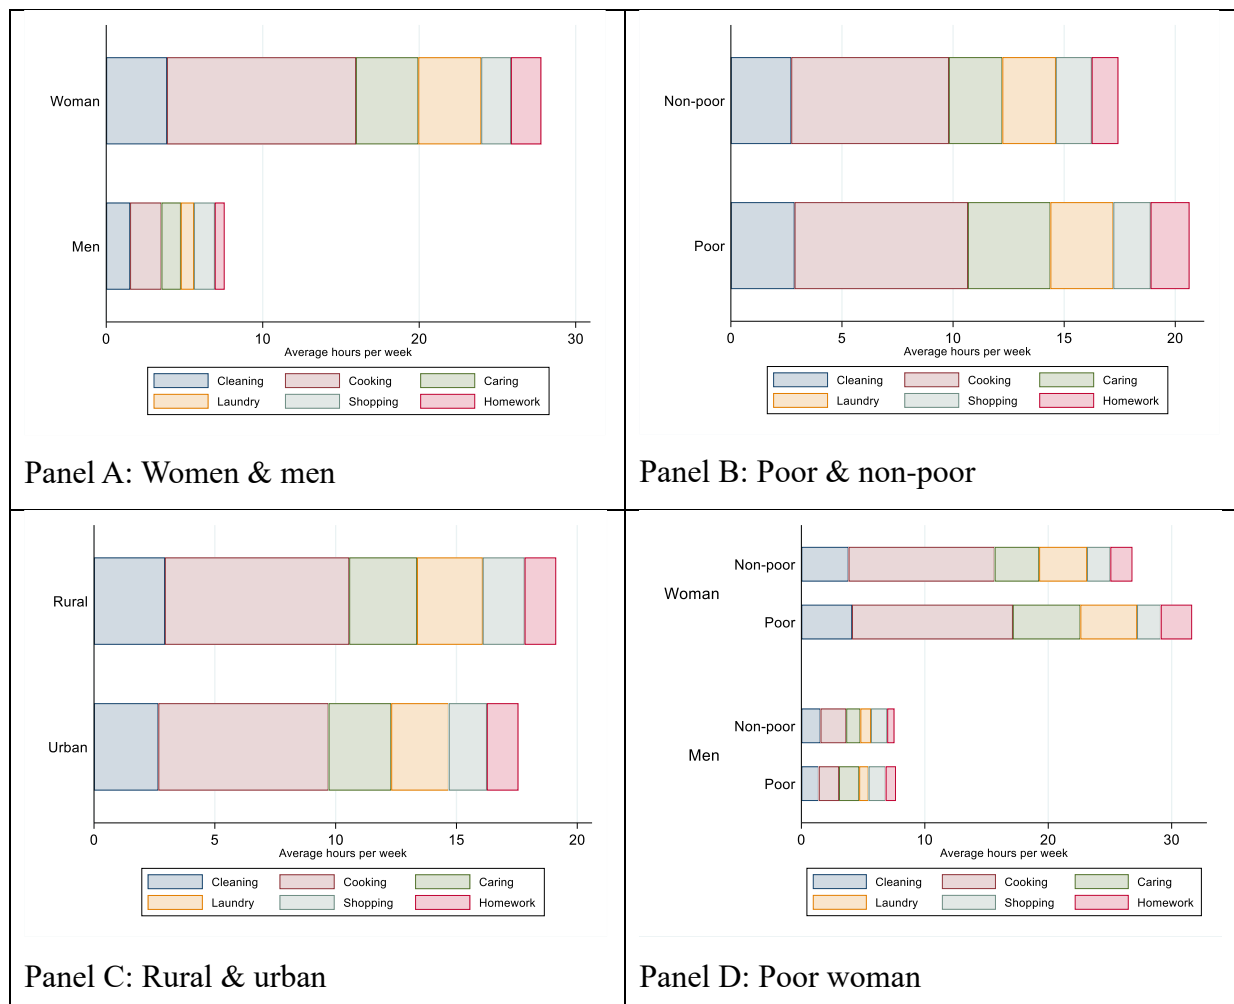 Woman
Men
0 10 20 30
Average hours per week
Cleaning Cooking Caring
Laundry Shopping Homework
Panel A: Women & men
Non-poor
Poor
0 5 10 15 20
Average hours per week
Cleaning Cooking Caring
Laundry Shopping Homework
Panel B: Poor & non-poor
Rural
Urban
0 5 10 15 20
Average hours per week
Cleaning Cooking Caring
Laundry Shopping Homework
Panel C: Rural & urban
Non-poor
Woman
Poor
Non-poor
Men
Poor
0 10 20 30
Average hours per week
Cleaning Cooking Caring
Laundry Shopping Homework
Panel D: Poor woman